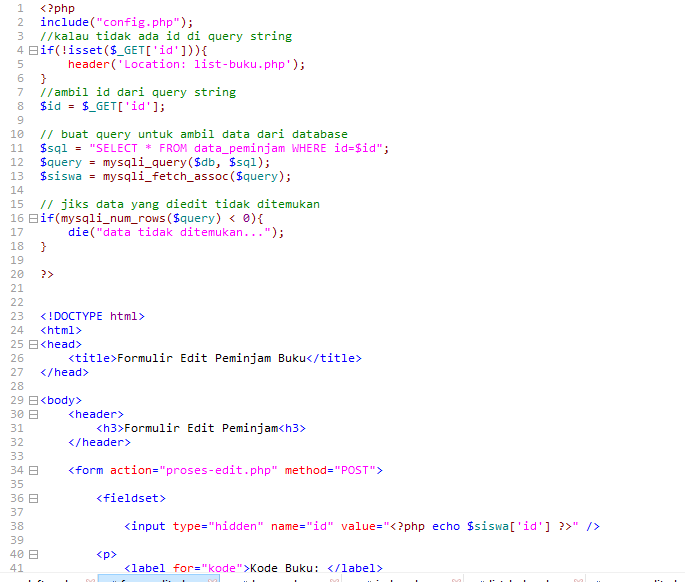 1 <?php
2 include("config.php");
3 //kalau tidak ada id di query string
4 if(!isset($_GET['id'])){
5 header('Location: list-buku.php');
6 }
7 //ambil id dari query string
8 $id = $_GET['id'];
9
10 // buat query untuk ambil data dari database
11 $sql = "SELECT * FROM data_peminjam WHERE id=$id";
12 $query = mysqli_query($db, $sql);
13 $siswa = mysqli_fetch_assoc($query);
14
15 // jiks data yang diedit tidak ditemukan
16 if(mysqli_num_rows($query) < 0){
17 die("data tidak ditemukan...");
18 }
19
20 ?>
21
22
23 <!DOCTYPE html>
24 <html>
25 <head>
26 <title>Formulir Edit Peminjam Buku</title>
27 </head>
28
29 <body>
30 <header>
31 <h3>Formulir Edit Peminjam<h3>
32 </header>
33
34 <form action="proses-edit.php" method="POST">
35
36 <fieldset>
37
38 <input type="hidden" name="id" value="<?php echo $siswa['id'] ?>" />
39
40 <p>
41 <label for="kode">Kode Buku: </label>